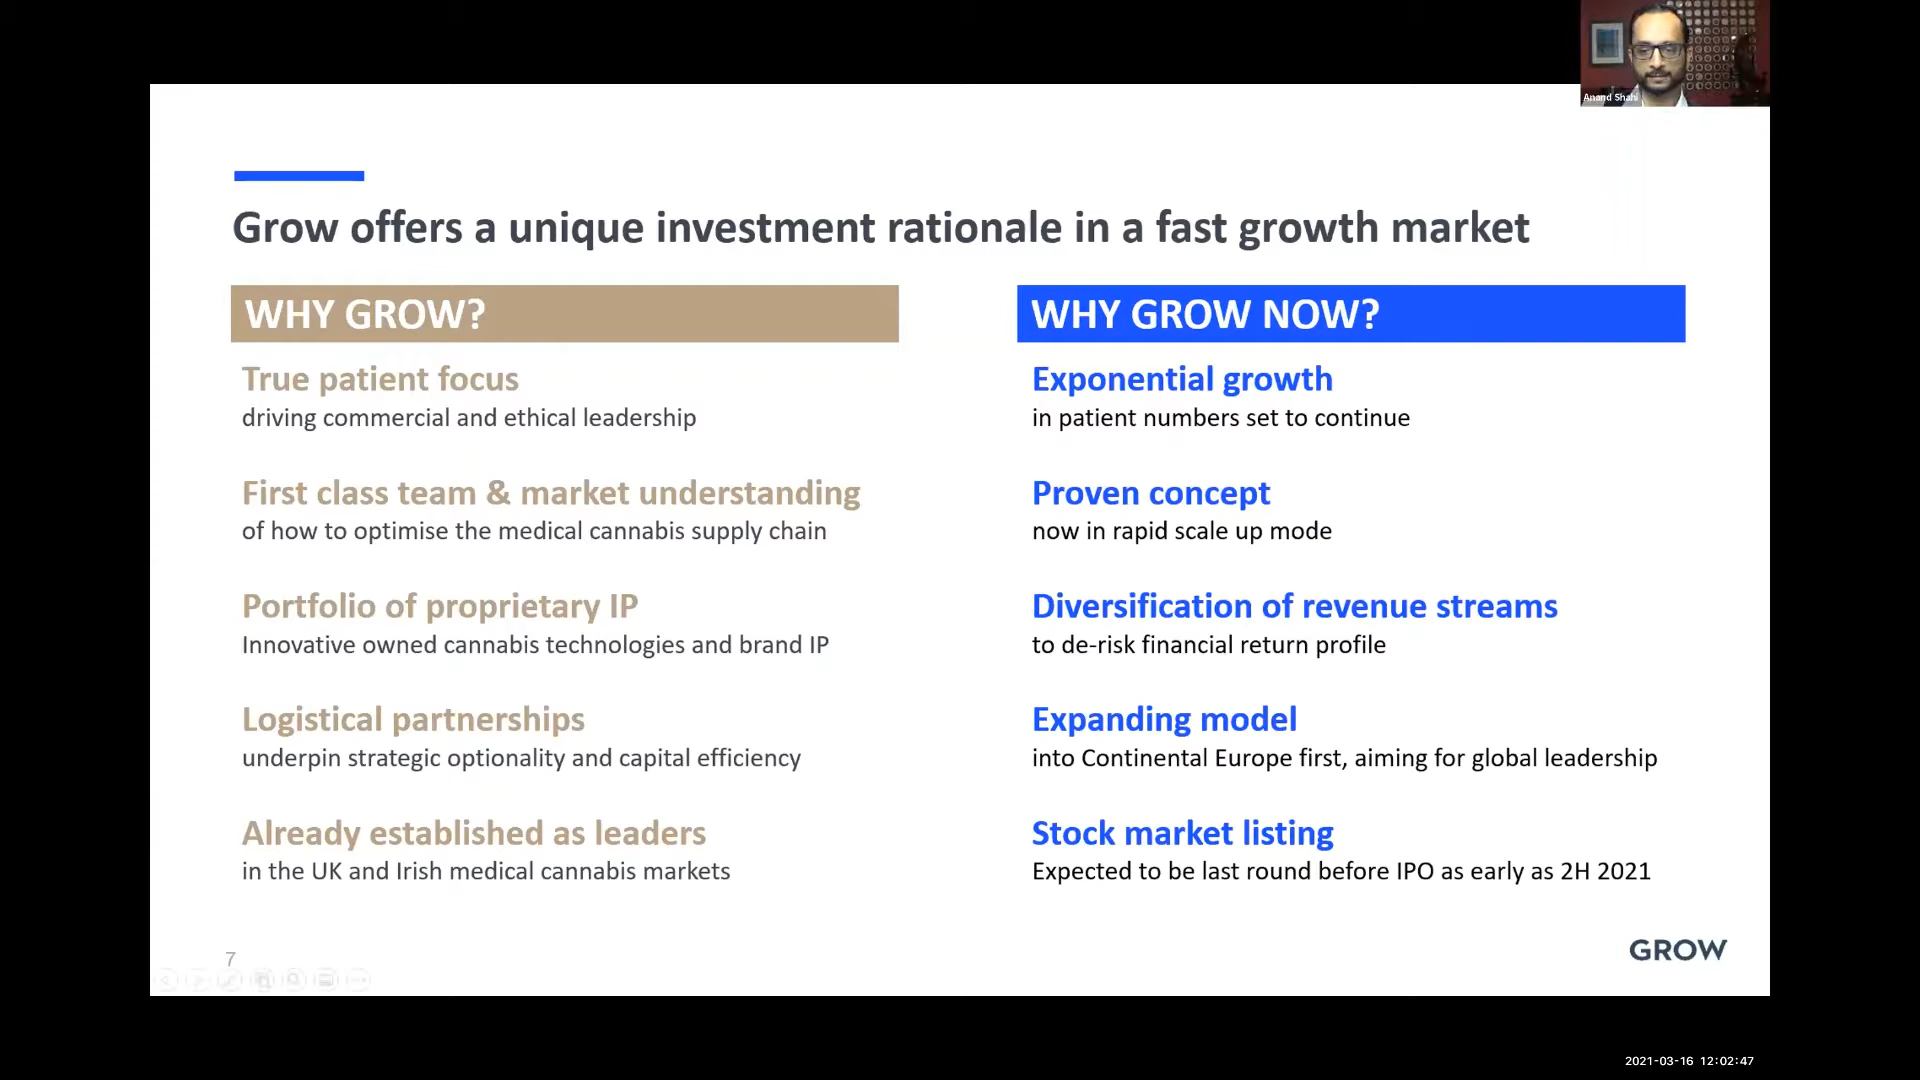 Anand Shah
Grow offers a unique investment rationale in a fast growth market
WHY GROW?
True patient focus
driving commercial and ethical leadership
First class team & market understanding
of how to optimise the medical cannabis supply chain
Portfolio of proprietary IP
Innovative owned cannabis technologies and brand IP
Logistical partnerships
underpin strategic optionality and capital efficiency
Already established as leaders
in the UK and Irish medical cannabis markets
WHY GROW NOW?
Exponential growth
in patient numbers set to continue
Proven concept
now in rapid scale up mode
Diversification of revenue streams
to de-risk financial return profile
Expanding model
into Continental Europe first, aiming for global leadership
Stock market listing
Expected to be last round before IPO as early as 2H 2021
7
GROW
2021-03-16 12:02:47